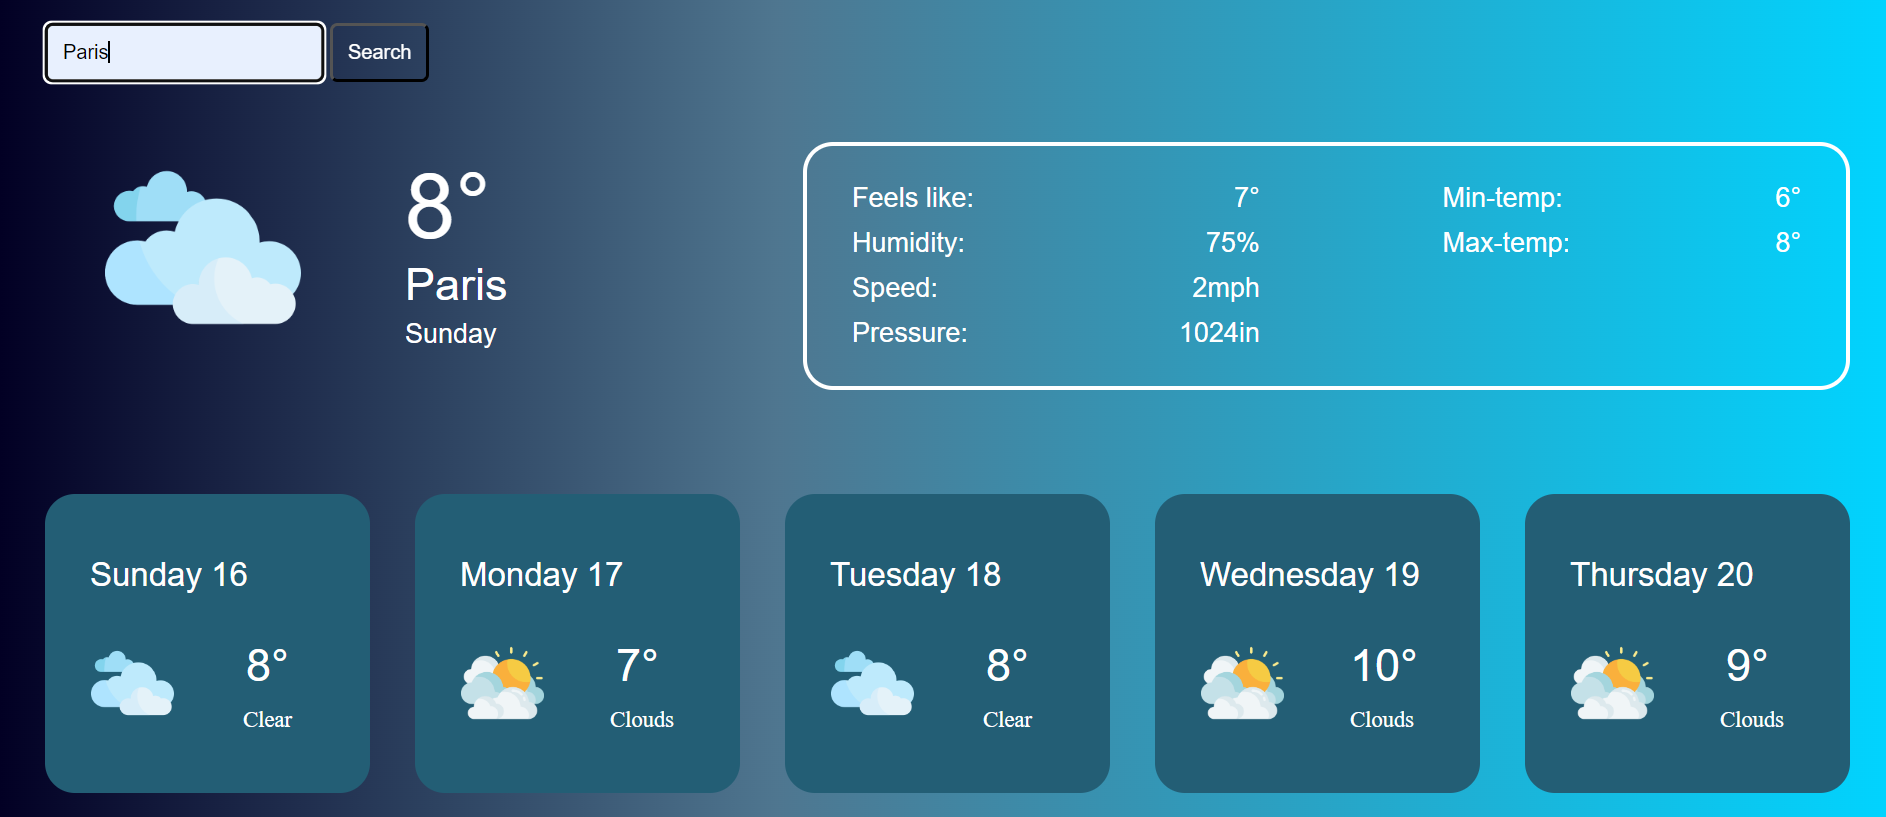 Paris Search
8°
Paris
Sunday
Feels like: 7°
Humidity: 75%
Speed: 2mph
Pressure: 1024in
Min-temp: 6°
Max-temp: 8°
Sunday 16
8°
Clear
Monday 17
7°
Clouds
Tuesday 18
8°
Clear
Wednesday 19
10°
Clouds
Thursday 20
9°
Clouds